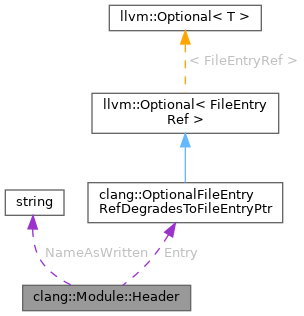 llvm::Optional< T >
< FileEntryRef >
llvm::Optional< FileEntry
Ref >
clang::OptionalFileEntry
RefDegradesToFileEntryPtr
string
NameAsWritten
Entry
clang::Module::Header